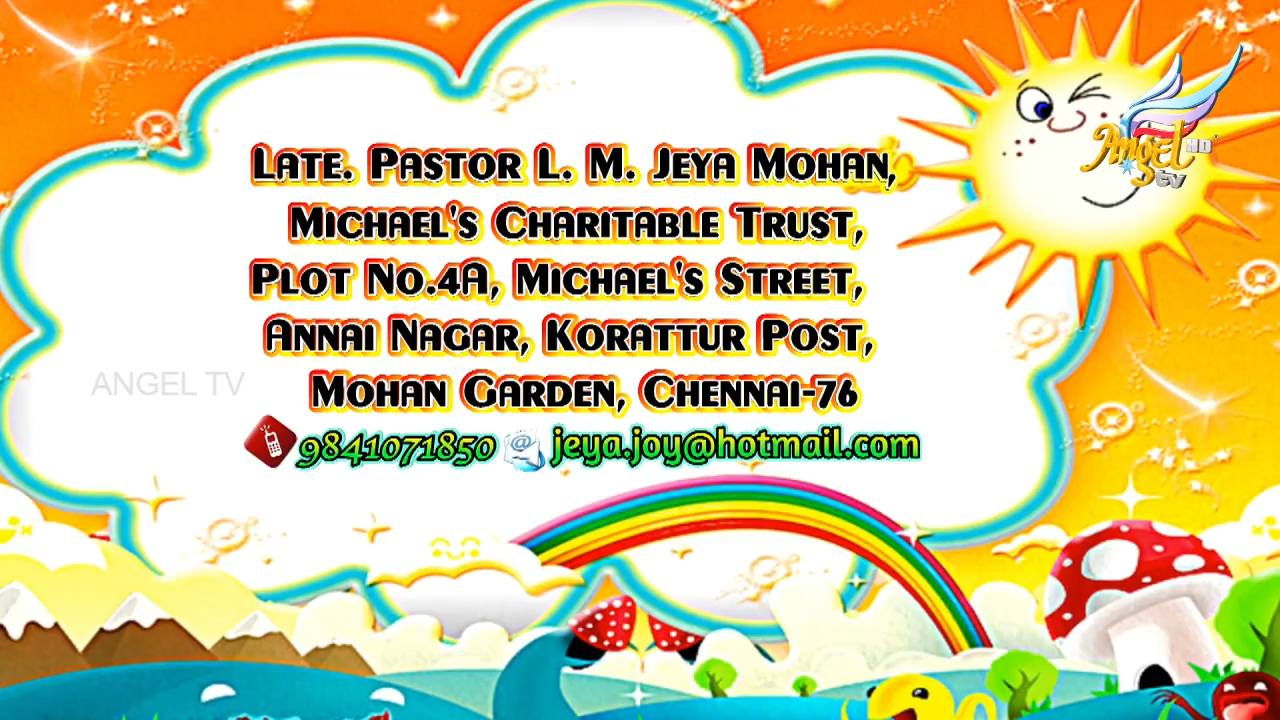 Angel HD
tv
LATE. PASTOR L. M. JEYA MOHAN,
MICHAEL'S CHARITABLE TRUST,
PLOT NO.4A, MICHAEL'S STREET,
ANNAI NAGAR, KORATTUR POST,
ANGEL TV
MOHAN GARDEN, CHENNAI-76
9841071850 jeya.joy@hotmail.com